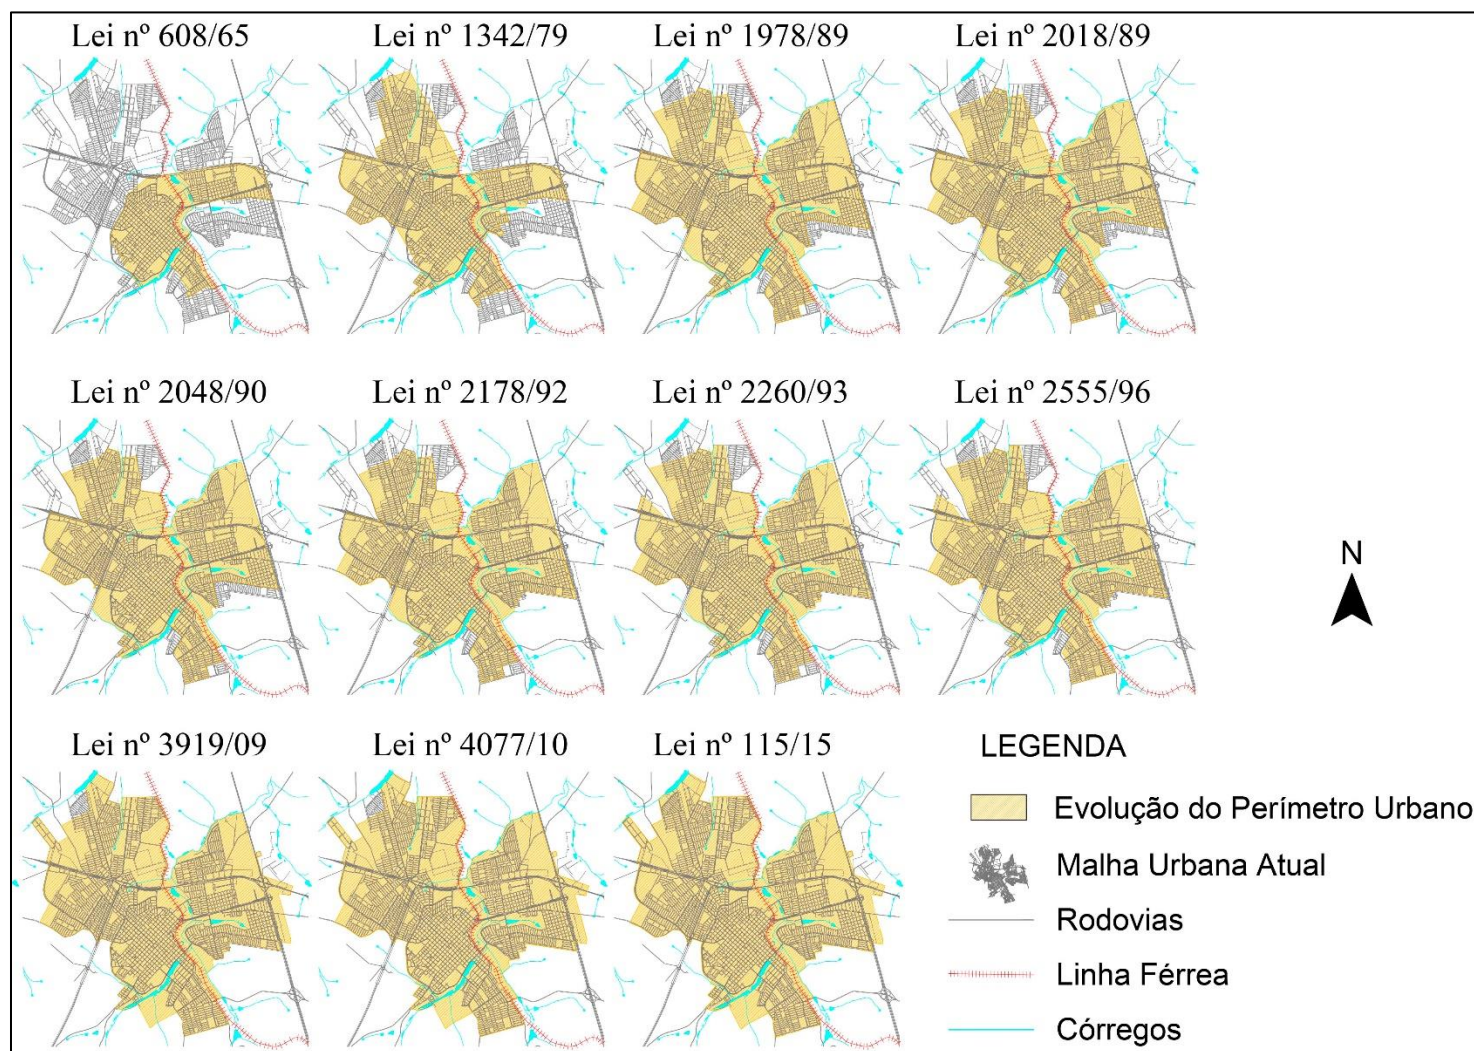 Lei nº 608/65
Lei nº 1342/79
Lei nº 1978/89
Lei nº 2018/89
Lei nº 2048/90
Lei nº 2178/92
Lei nº 2260/93
Lei nº 2555/96
N
Lei nº 3919/09
Lei nº 4077/10
Lei nº 115/15
LEGENDA
Evolução do Perímetro Urbano
Malha Urbana Atual
Rodovias
Linha Férrea
Córregos